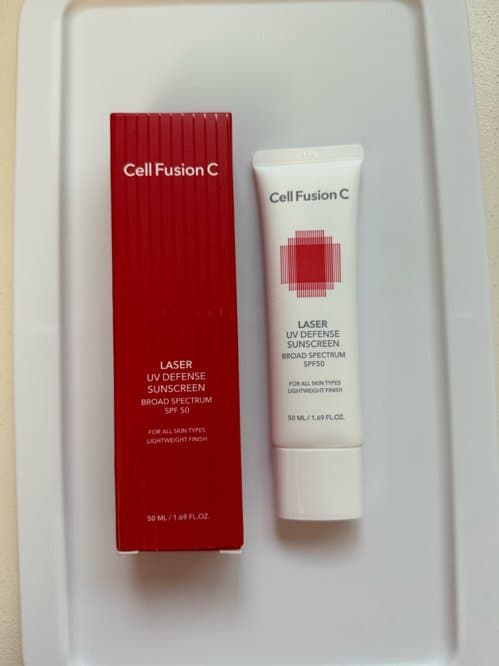 Cell Fusion C
LASER
UV DEFENSE
SUNSCREEN
BROAD SPECTRUM
SPF 50
FOR ALL SKIN TYPES
LIGHTWEIGHT FINISH
50 ML / 1.69 FL.OZ.
Cell Fusion C
LASER
UV DEFENSE
SUNSCREEN
BROAD SPECTRUM
SPF50
FOR ALL SKIN TYPES
LIGHTWEIGHT FINISH
50 ML / 1.69 FL.OZ.